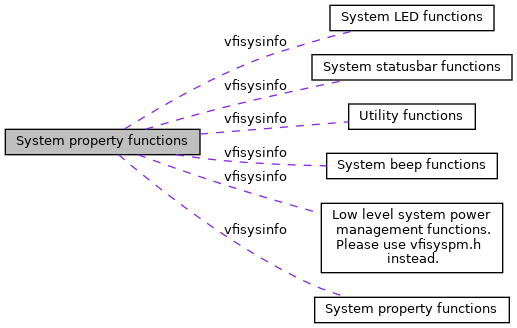 System LED functions
vfisysinfo
System statusbar functions
vfisysinfo
Utility functions
vfisysinfo
System property functions
vfisysinfo
System beep functions
vfisysinfo
Low level system power
management functions.
Please use vfisyspm.h
instead.
vfisysinfo
System property functions